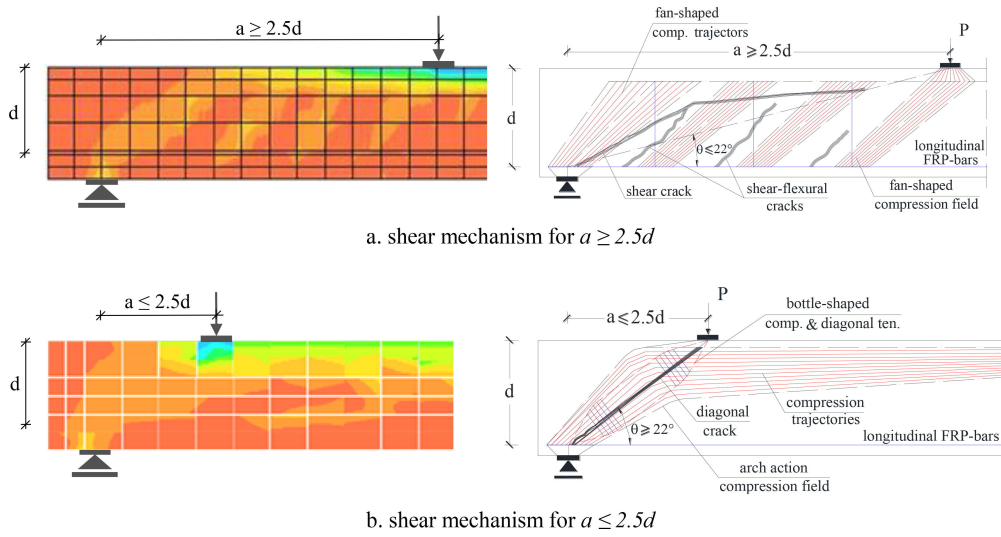 a ≥ 2.5d
d
fan-shaped
comp. trajectors
P
a ⩾ 2.5d
d
θ⩽22°
longitudinal
FRP-bars
shear crack
shear-flexural
cracks
fan-shaped
compression field
a. shear mechanism for a ≥ 2.5d
a ≤ 2.5d
d
P
bottle-shaped
comp. & diagonal ten.
a⩽2.5d
d
θ⩾22°
diagonal
crack
compression
trajectories
longitudinal FRP-bars
arch action
compression field
b. shear mechanism for a ≤ 2.5d